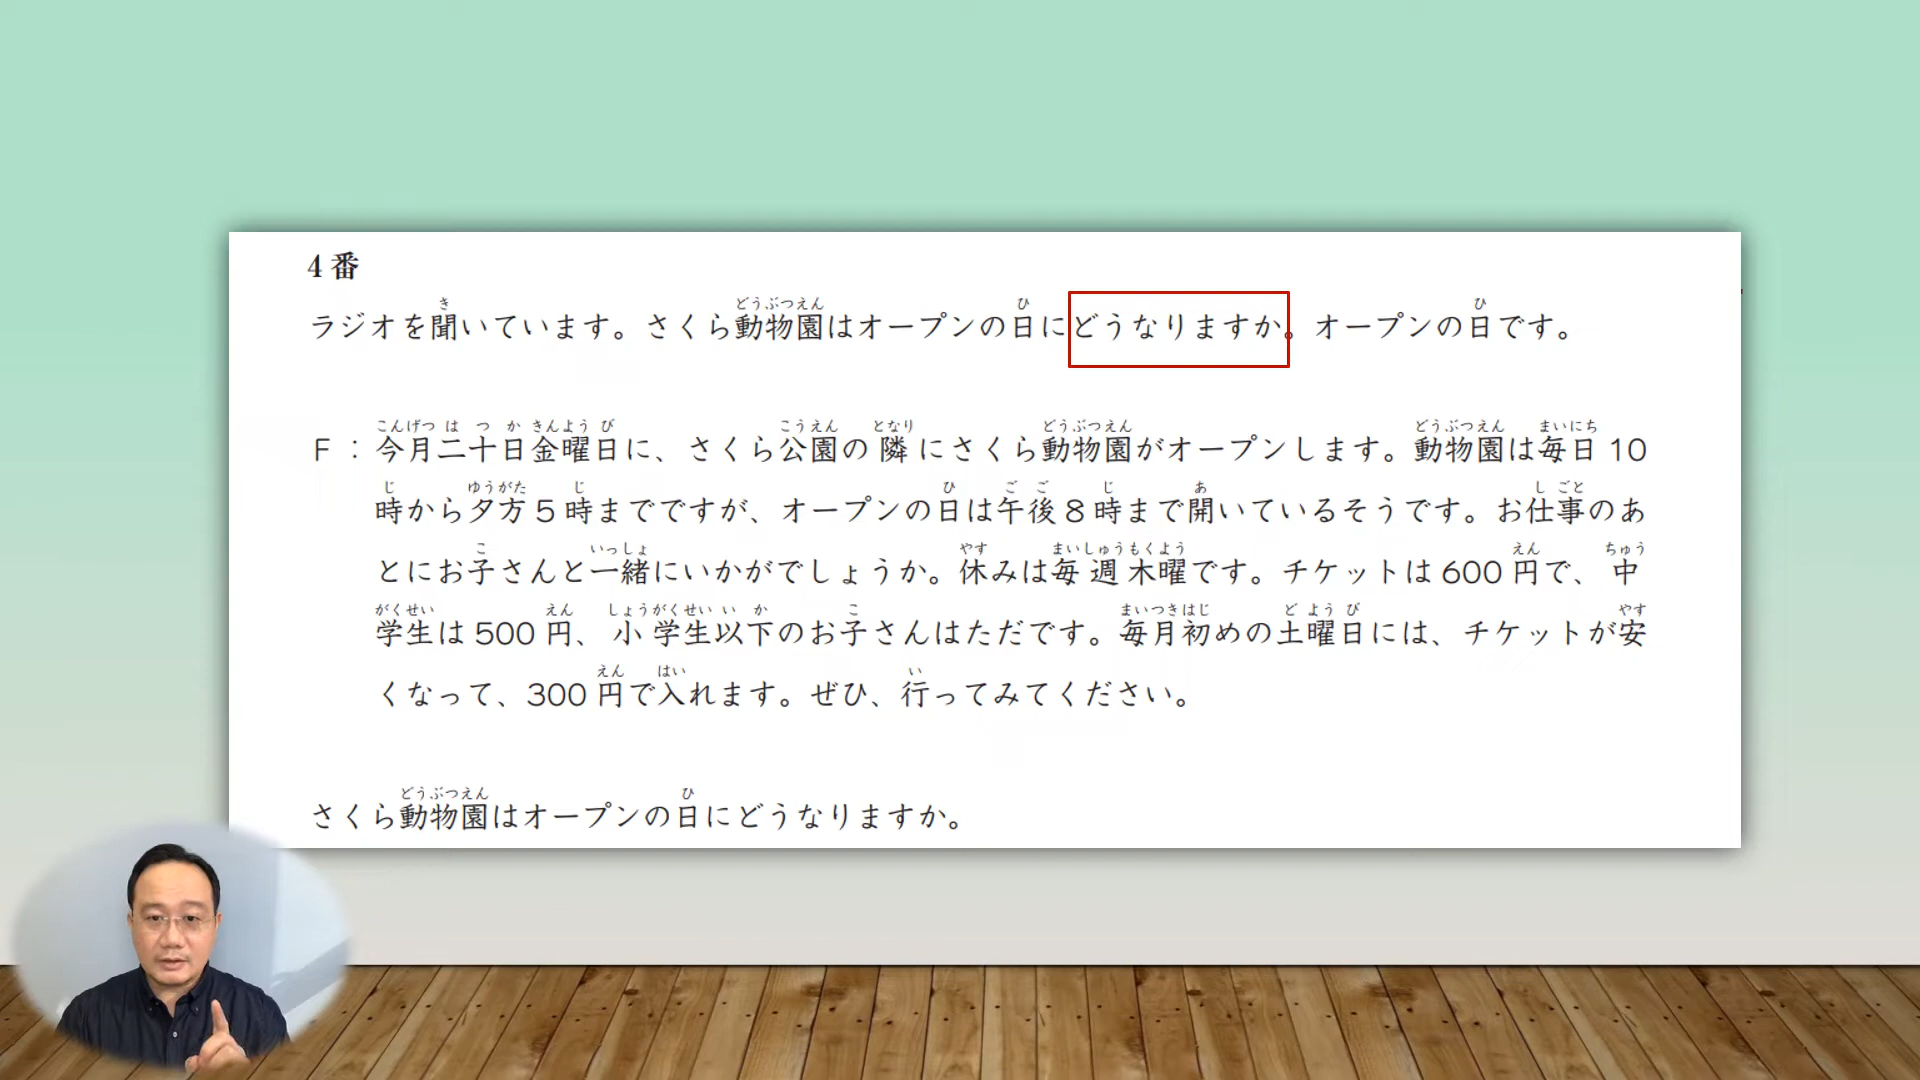 4番
ラジオを聞いています。さくら動物園はオープンの日にどうなりますか。オープンの日です。
F：今月二十日金曜日に、さくら公園の隣にさくら動物園がオープンします。動物園は毎日10
時から夕方5時までですが、オープンの日は午後8時まで開いているそうです。お仕事のあ
とにお子さんと一緒にいかがでしょうか。休みは毎週木曜です。チケットは600円で、中
学生は500円、小学生以下のお子さんはただです。毎月初めの土曜日には、チケットが安
くなって、300円で入れます。ぜひ、行ってみてください。
さくら動物園はオープンの日にどうなりますか。